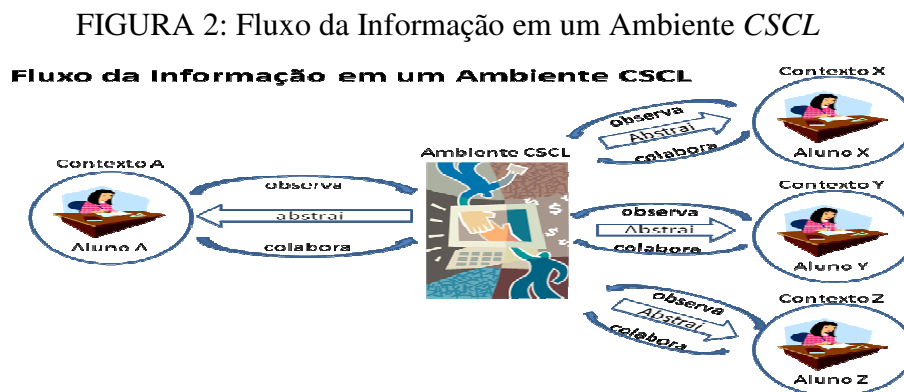 FIGURA 2: Fluxo da Informação em um Ambiente CSCL
Fluxo da Informação em um Ambiente CSCL
Contexto A
Aluno A
observa
abstrai
colabora
Ambiente CSCL
observa
Abstrai
colabora
Contexto X
Aluno X
observa
Abstrai
colabora
Contexto Y
Aluno Y
observa
Abstrai
colabora
Contexto Z
Aluno Z